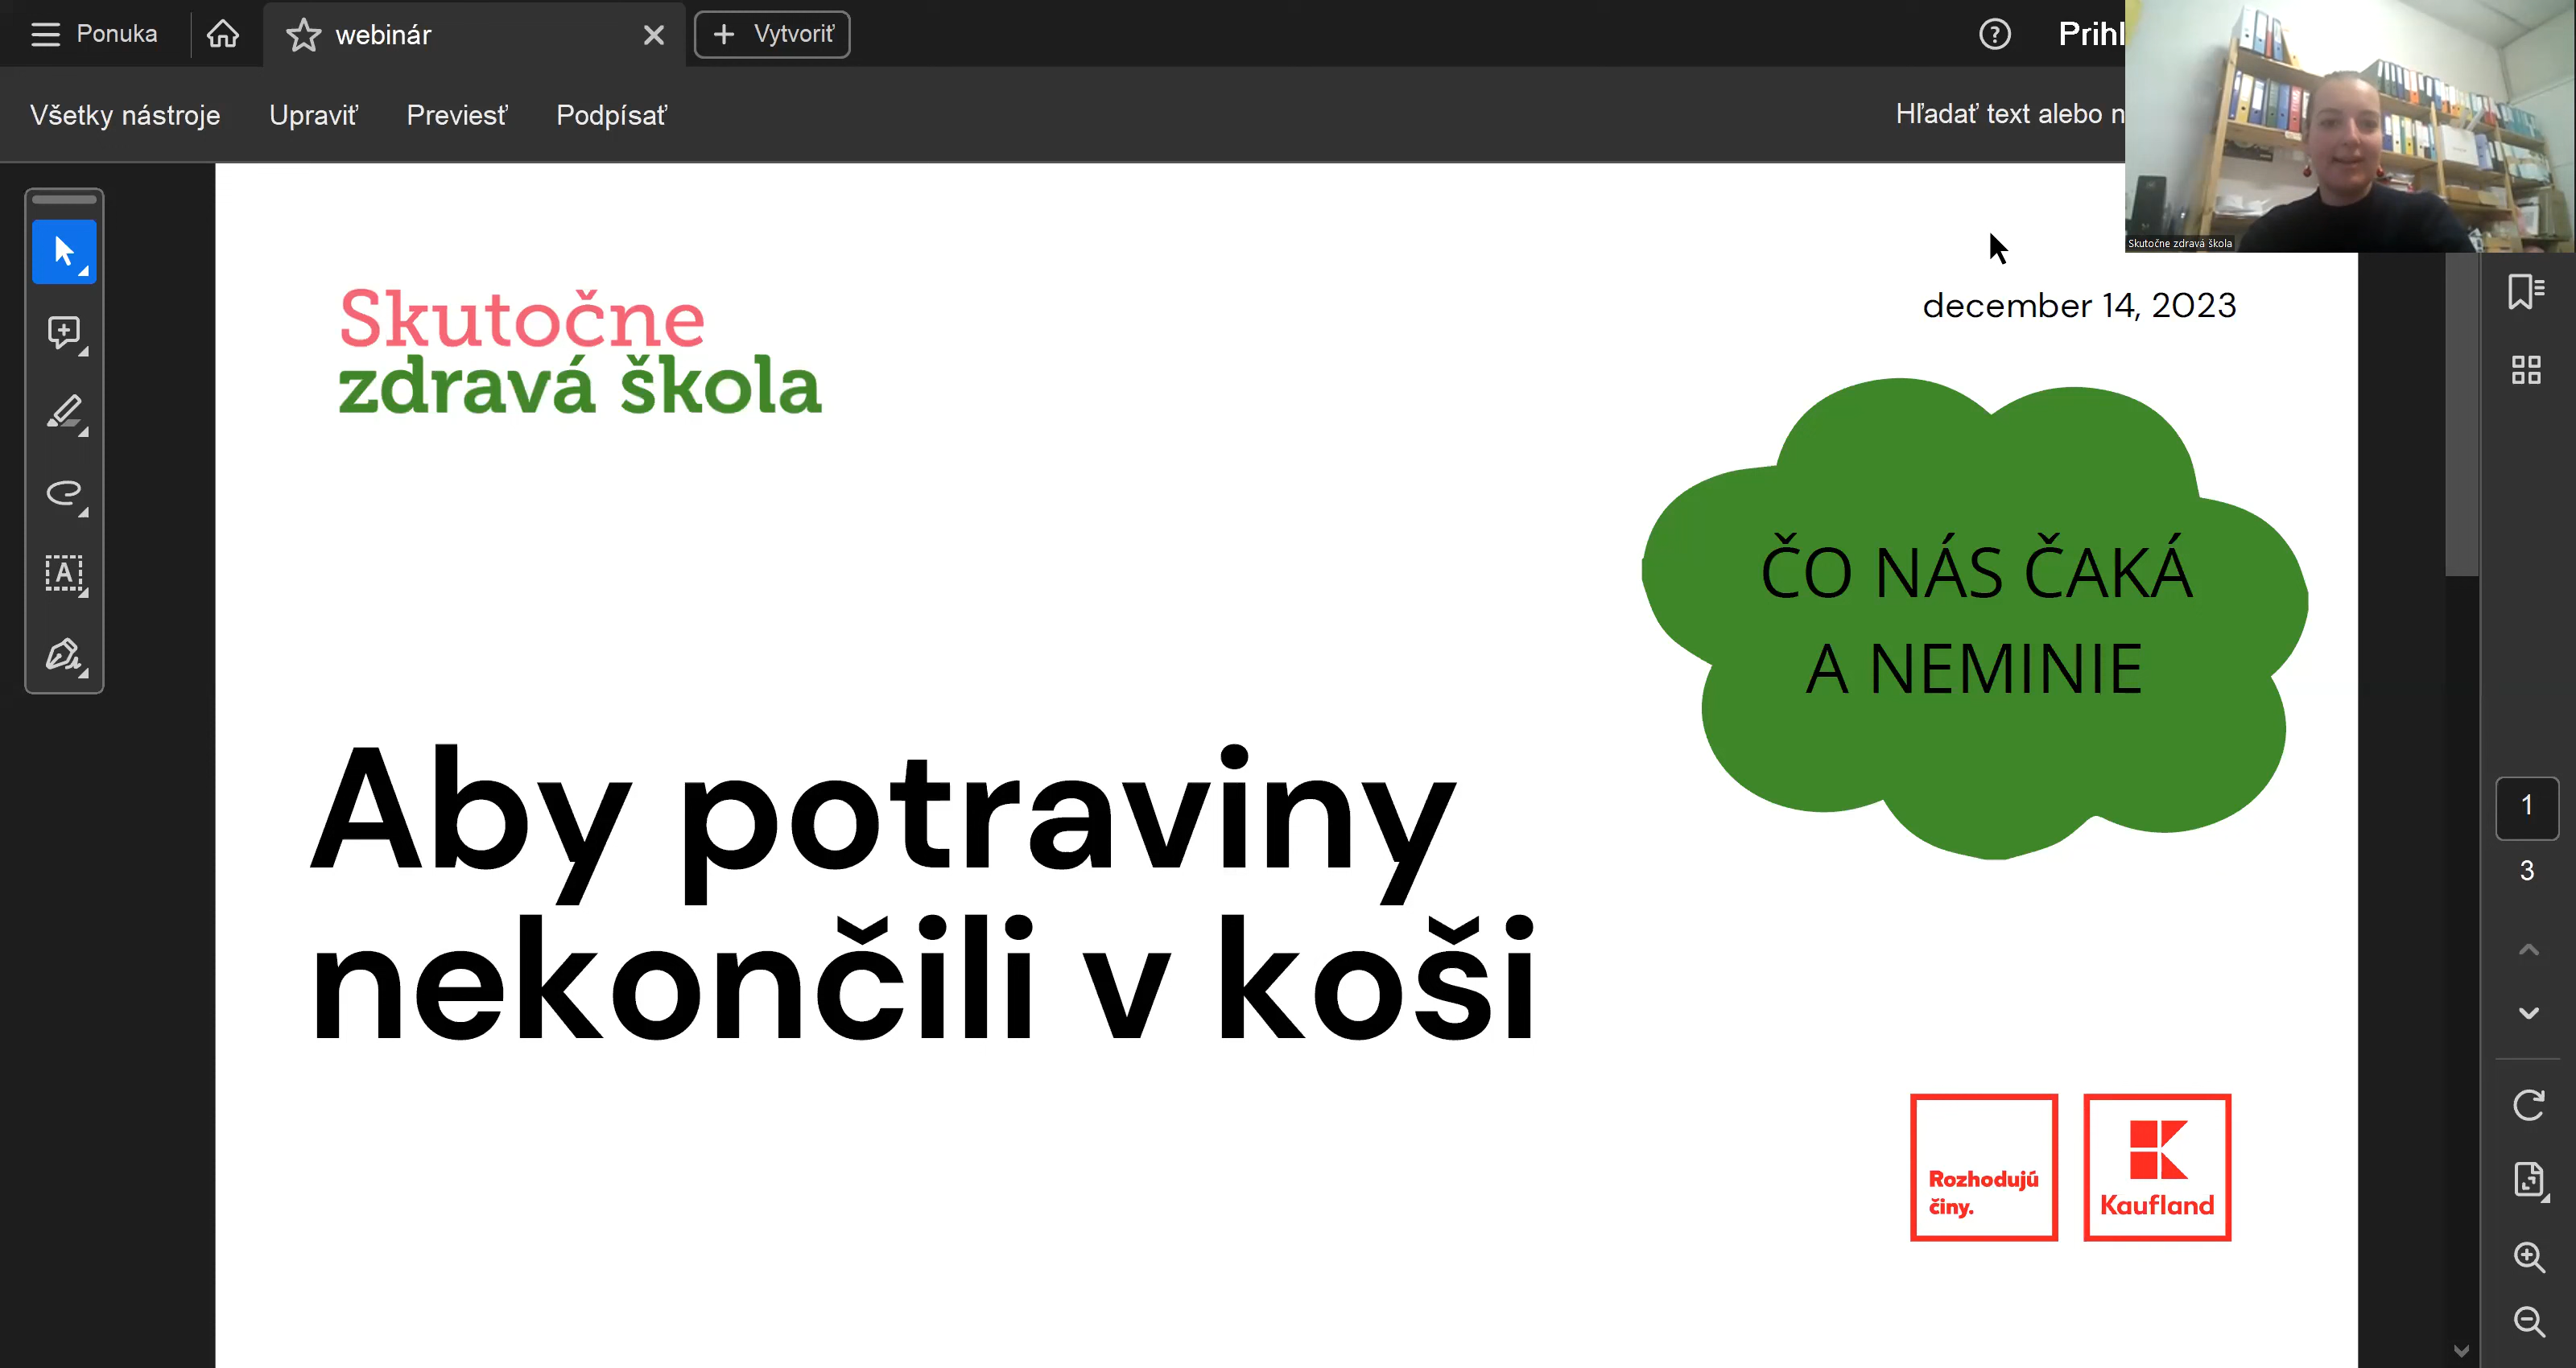 Ponuka
webinár
Vytvoriť
Všetky nástroje
Upraviť
Previesť
Podpísať
Hľadať text alebo
Skutočne zdravá škola
december 14, 2023
Skutočne
zdravá škola
ČO NÁS ČAKÁ
A NEMINIE
Aby potraviny
nekončili v koši
Rozhodujú
činy.
Kaufland
1
3